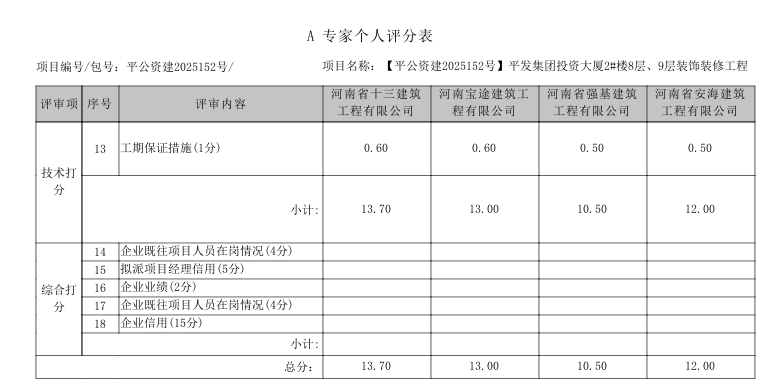 A 专家个人评分表
项目编号/包号：平公资建2025152号/ 项目名称：【平公资建2025152号】平发集团投资大厦2#楼8层、9层装饰装修工程
评审项 序号 评审内容 河南省十三建筑工程有限公司 河南宝途建筑工程有限公司 河南省强基建筑工程有限公司 河南省安海建筑工程有限公司
技术打分 13 工期保证措施(1分) 0.60 0.60 0.50 0.50
小计: 13.70 13.00 10.50 12.00
综合打分 14 企业既往项目人员在岗情况(4分)
15 拟派项目经理信用(5分)
16 企业业绩(2分)
17 企业既往项目人员在岗情况(4分)
18 企业信用(15分)
小计:
总分： 13.70 13.00 10.50 12.00